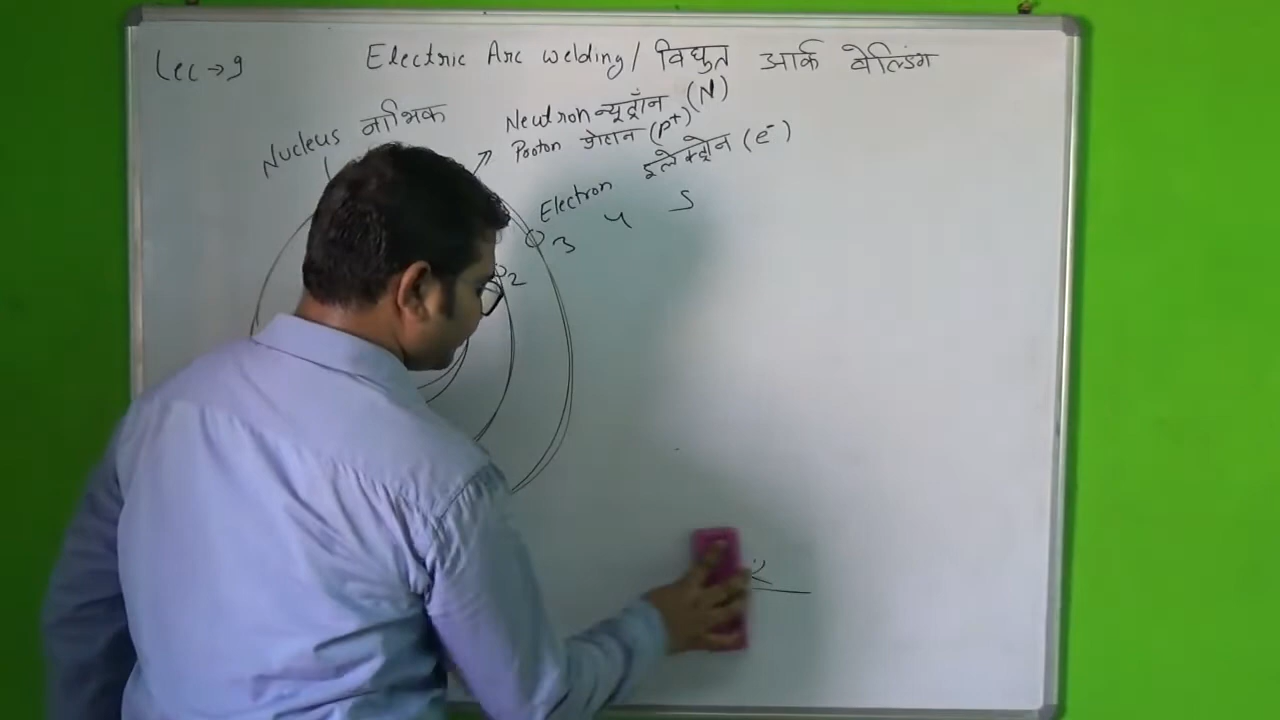 Lec → 9
Electric Arc welding / विद्युत आर्क वेल्डिंग
Nucleus नाभिक
Neutron न्यूट्रॉन (N)
Proton प्रोटान (P+)
Electron इलेक्ट्रोन (e-)
2 3 4 5